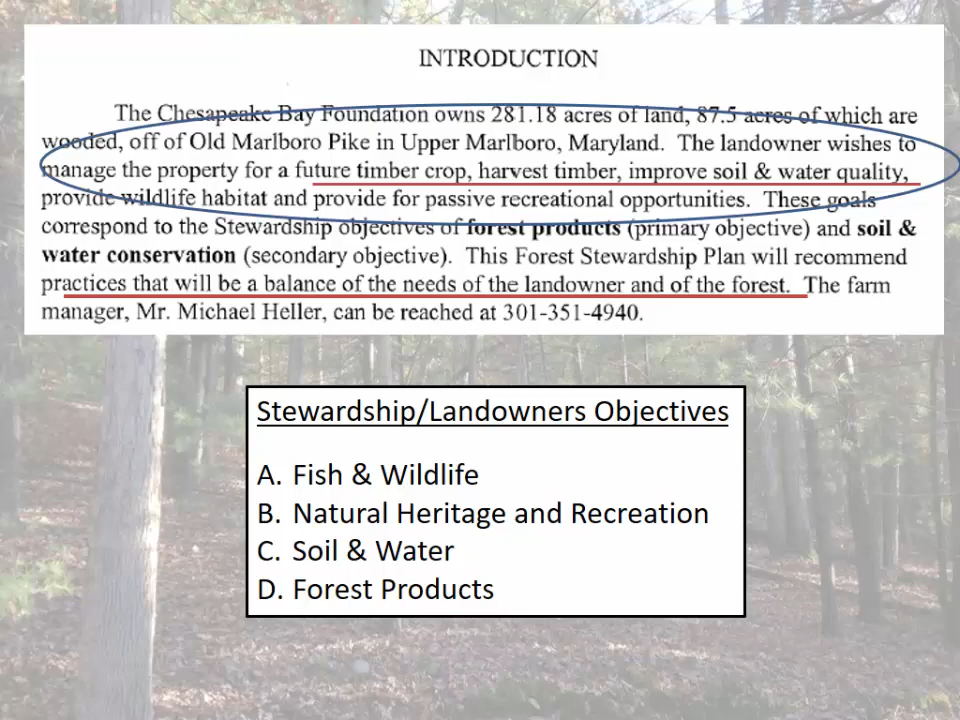 INTRODUCTION
The Chesapeake Bay Foundation owns 281.18 acres of land, 87.5 acres of which are
wooded, off of Old Marlboro Pike in Upper Marlboro, Maryland. The landowner wishes to
manage the property for a future timber crop, harvest timber, improve soil & water quality,
provide wildlife habitat and provide for passive recreational opportunities. These goals
correspond to the Stewardship objectives of forest products (primary objective) and soil &
water conservation (secondary objective). This Forest Stewardship Plan will recommend
practices that will be a balance of the needs of the landowner and of the forest. The farm
manager, Mr. Michael Heller, can be reached at 301-351-4940.
Stewardship/Landowners Objectives
A. Fish & Wildlife
B. Natural Heritage and Recreation
C. Soil & Water
D. Forest Products